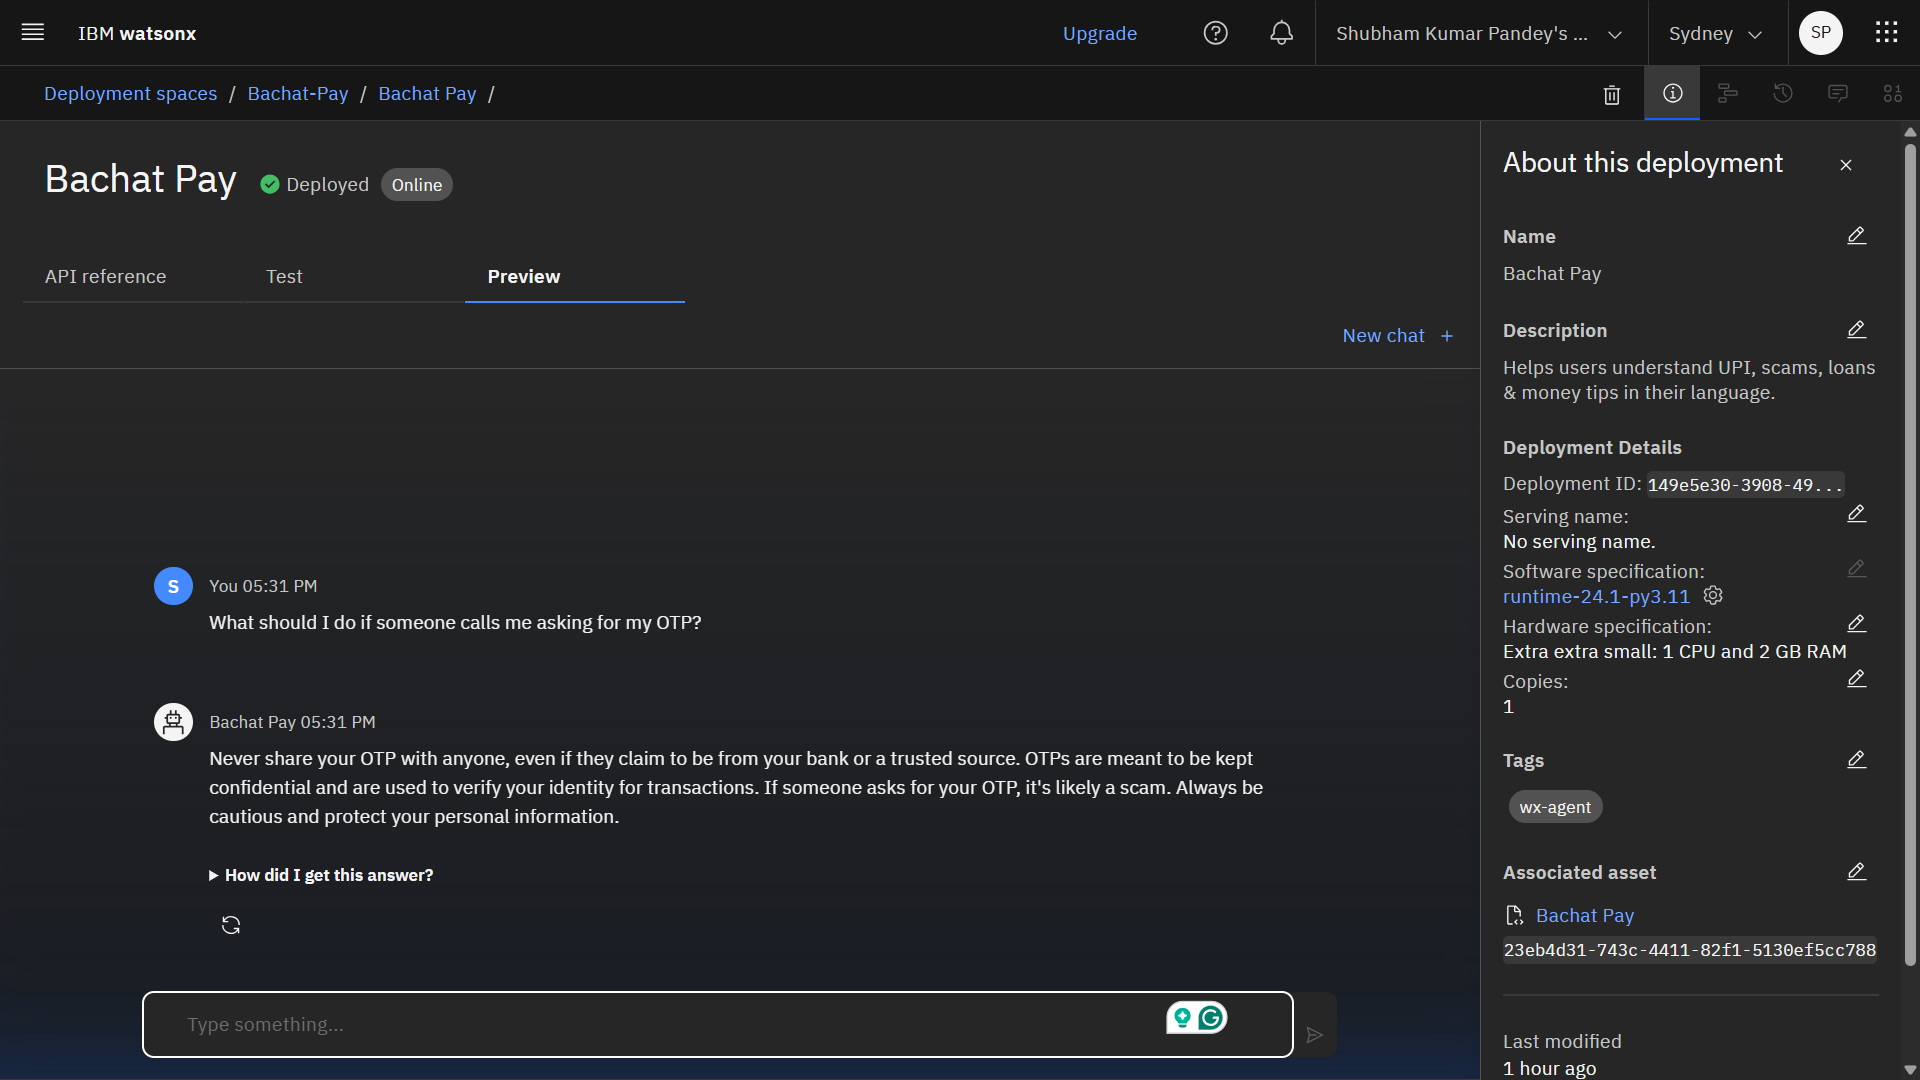 IBM watsonx
Upgrade
Shubham Kumar Pandey's ...
Sydney
SP
Deployment spaces / Bachat-Pay / Bachat Pay /
Bachat Pay
Deployed
Online
API reference
Test
Preview
New chat +
S
You 05:31 PM
What should I do if someone calls me asking for my OTP?
Bachat Pay 05:31 PM
Never share your OTP with anyone, even if they claim to be from your bank or a trusted source. OTPs are meant to be kept
confidential and are used to verify your identity for transactions. If someone asks for your OTP, it's likely a scam. Always be
cautious and protect your personal information.
How did I get this answer?
Type something...
About this deployment
Name
Bachat Pay
Description
Helps users understand UPI, scams, loans
& money tips in their language.
Deployment Details
Deployment ID: 149e5e30-3908-49...
Serving name:
No serving name.
Software specification:
runtime-24.1-py3.11
Hardware specification:
Extra extra small: 1 CPU and 2 GB RAM
Copies:
1
Tags
wx-agent
Associated asset
Bachat Pay
23eb4d31-743c-4411-82f1-5130ef5cc788
Last modified
1 hour ago